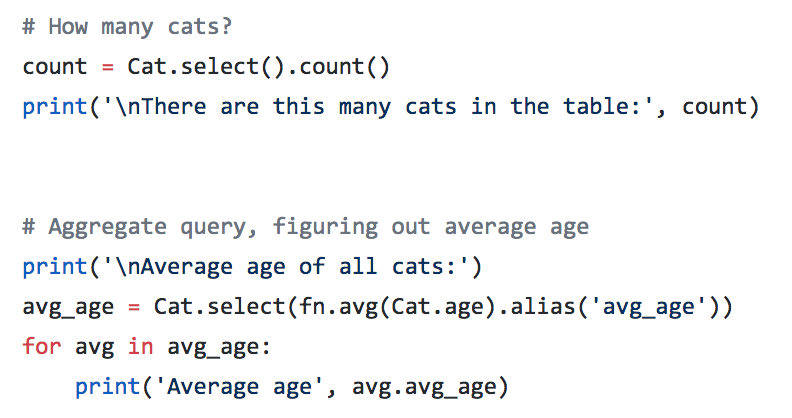 # How many cats?
count = Cat.select().count()
print('\nThere are this many cats in the table:', count)
# Aggregate query, figuring out average age
print('\nAverage age of all cats:')
avg_age = Cat.select(fn.avg(Cat.age).alias('avg_age'))
for avg in avg_age:
    print('Average age', avg.avg_age)